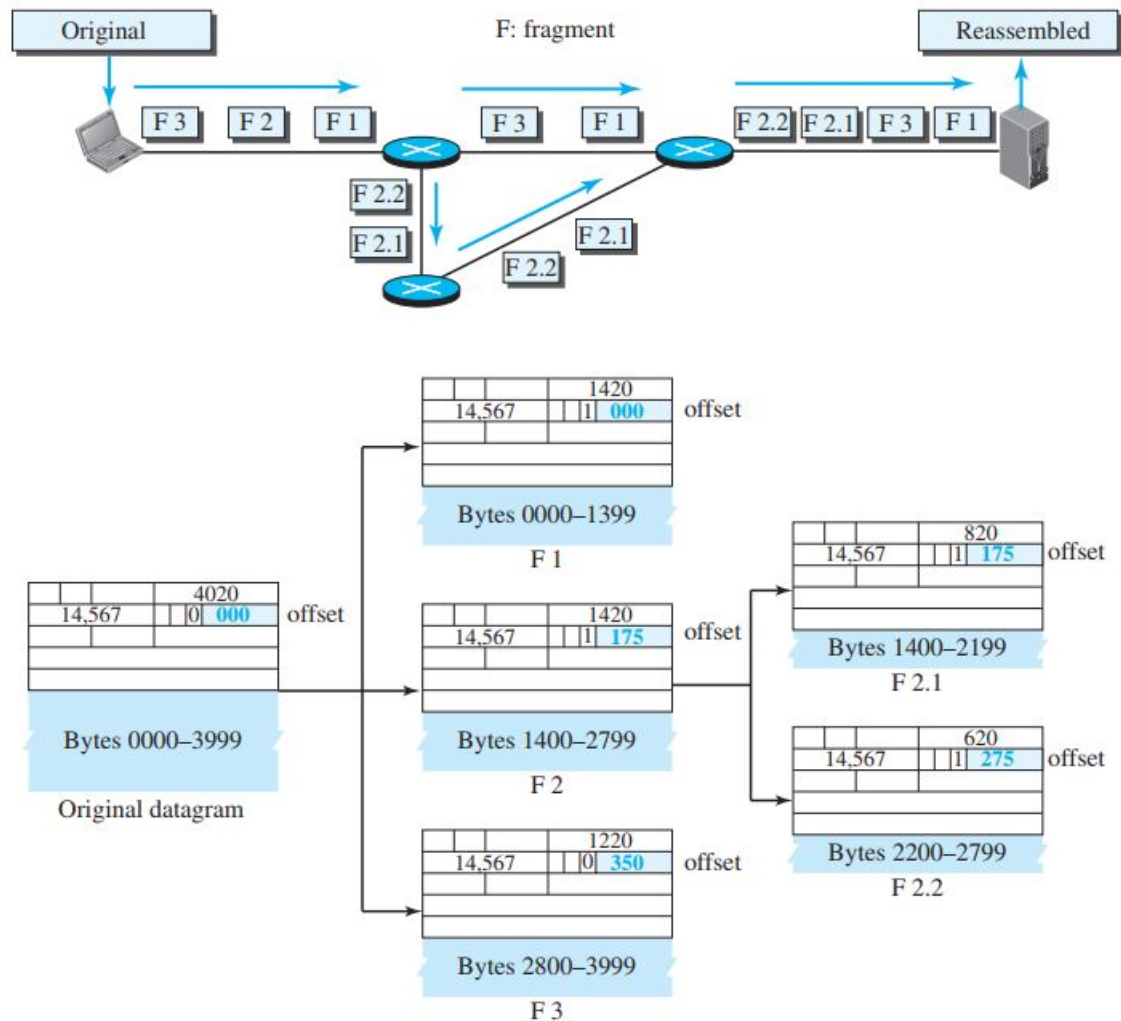 Original
F: fragment
Reassembled
F 3 F 2 F 1
F 3 F 1
F 2.2 F 2.1 F 3 F 1
F 2.2
F 2.1
F 2.1
F 2.2
1420
14,567 1 000 offset
Bytes 0000–1399
F 1
4020
14,567 0 000 offset
Bytes 0000–3999
Original datagram
1420
14,567 1 175 offset
Bytes 1400–2799
F 2
1220
14,567 0 350 offset
Bytes 2800–3999
F 3
820
14,567 1 175 offset
Bytes 1400–2199
F 2.1
620
14,567 1 275 offset
Bytes 2200–2799
F 2.2